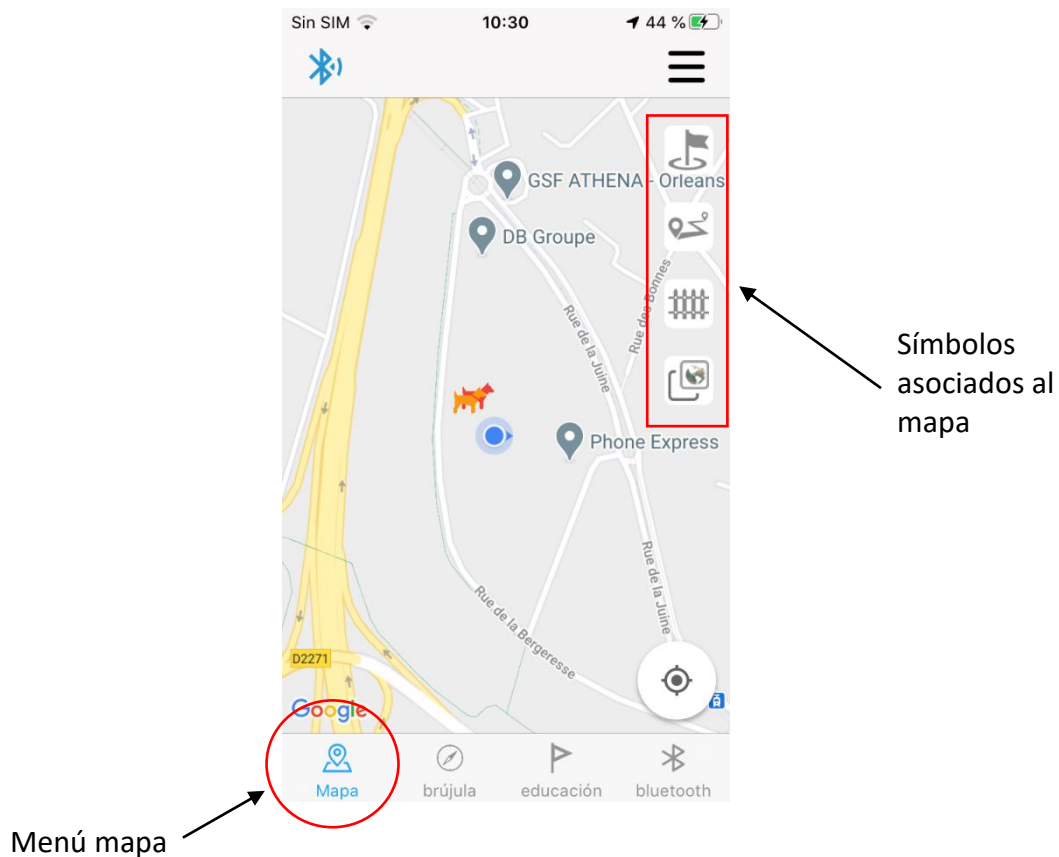 Sin SIM
10:30
44 %
GSF ATHENA - Orleans
DB Groupe
Rue des Bonnes
Rue de la Juine
Símbolos
asociados al
mapa
Phone Express
Rue de la Juine
Rue de la Bergeresse
D2271
Google
Mapa
brújula
educación
bluetooth
Menú mapa